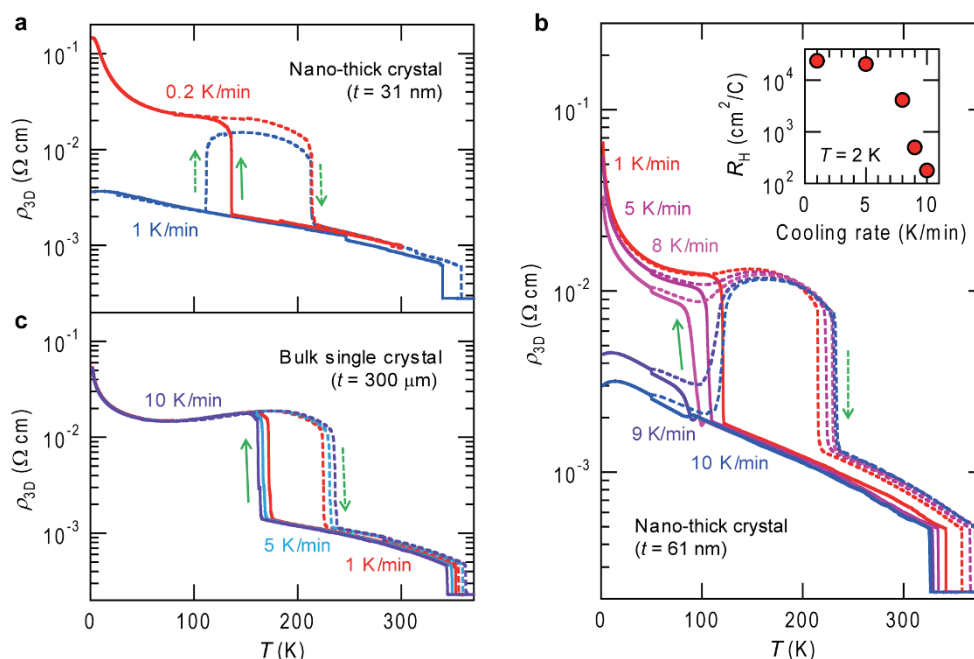 a
10⁻¹
10⁻²
10⁻³
ρ3D (Ω cm)
Nano-thick crystal
(t = 31 nm)
0.2 K/min
1 K/min
c
10⁻¹
10⁻²
10⁻³
ρ3D (Ω cm)
Bulk single crystal
(t = 300 μm)
10 K/min
5 K/min
1 K/min
0
100
200
300
T (K)
b
10⁻¹
10⁻²
10⁻³
ρ3D (Ω cm)
10⁴
10³
10²
RH (cm²/C)
T = 2 K
0
5
10
Cooling rate (K/min)
1 K/min
5 K/min
8 K/min
9 K/min
10 K/min
Nano-thick crystal
(t = 61 nm)
0
100
200
300
T (K)